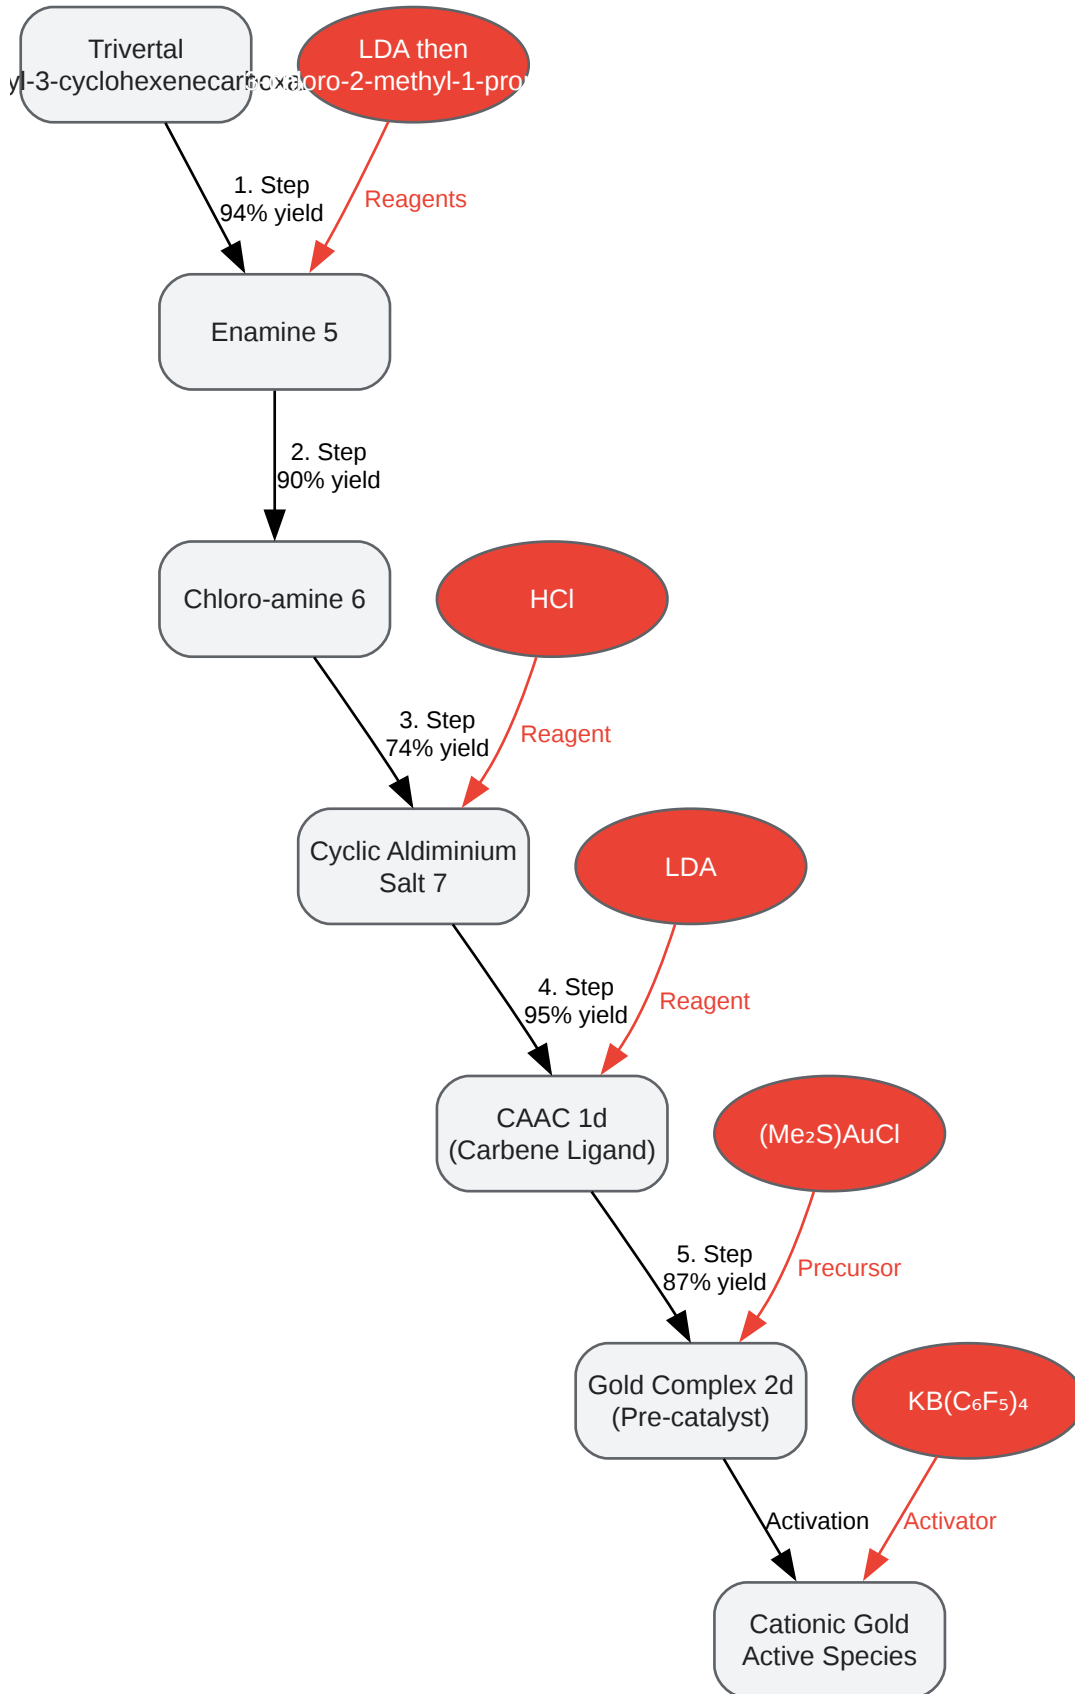 Trivertal
LDA then
1. Step
94% yield
Reagents
Enamine 5
2. Step
90% yield
Chloro-amine 6
HCl
3. Step
74% yield
Reagent
Cyclic Aldiminium
Salt 7
LDA
4. Step
95% yield
Reagent
CAAC 1d
(Carbene Ligand)
(Me₂S)AuCl
5. Step
87% yield
Precursor
Gold Complex 2d
(Pre-catalyst)
KB(C₆F₅)₄
Activation
Activator
Cationic Gold
Active Species